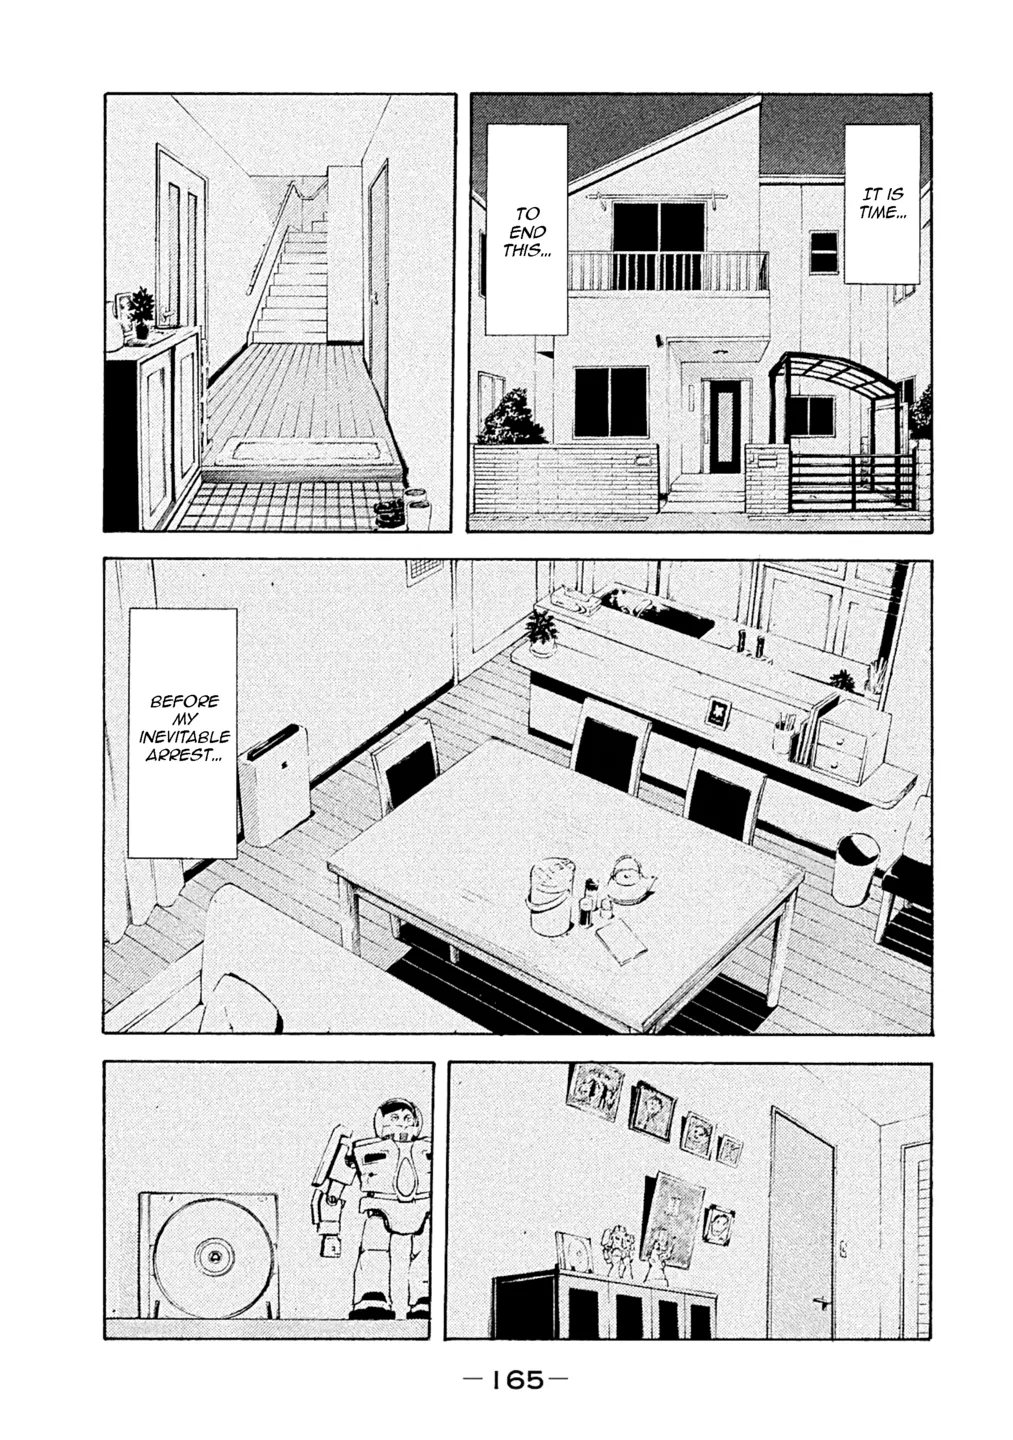 IT IS
TIME...
TO
END
THIS...
BEFORE
MY
INEVITABLE
ARREST...
—165—